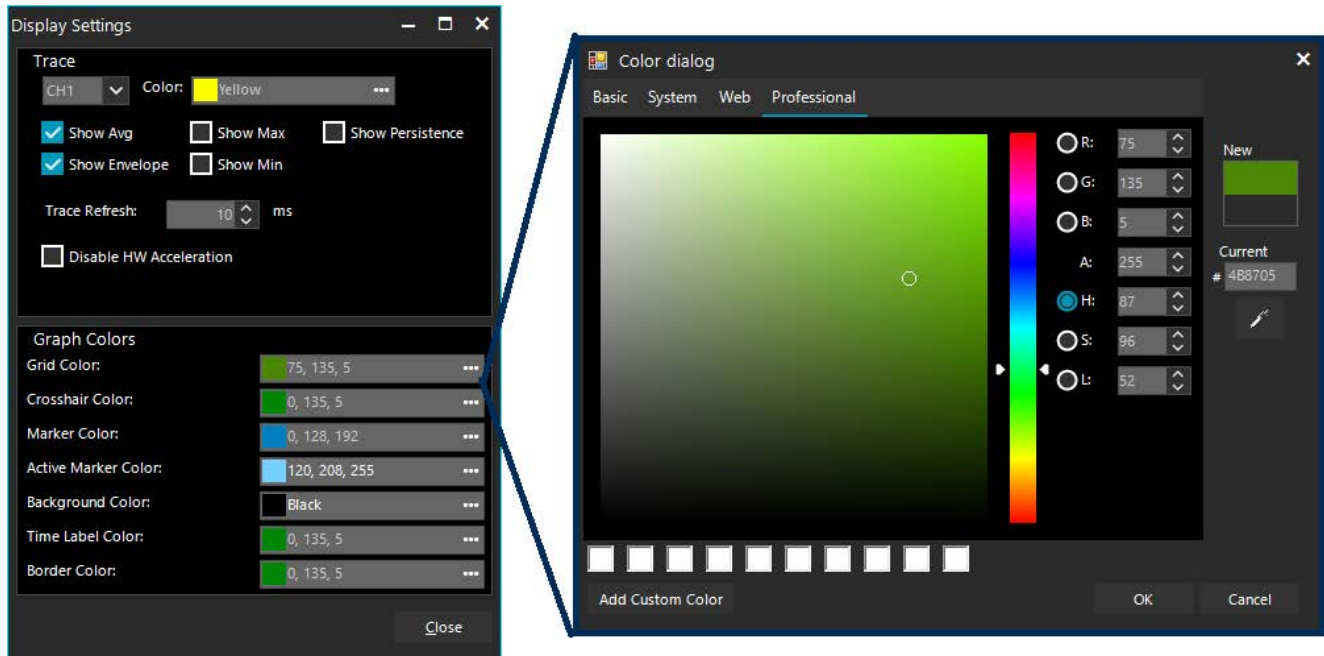 Display Settings
Trace
CH1 Color: Yellow
Show Avg Show Max Show Persistence
Show Envelope Show Min
Trace Refresh: 10 ms
Disable HW Acceleration
Graph Colors
Grid Color: 75, 135, 5
Crosshair Color: 0, 135, 5
Marker Color: 0, 128, 192
Active Marker Color: 120, 208, 255
Background Color: Black
Time Label Color: 0, 135, 5
Border Color: 0, 135, 5
Close
Color dialog
Basic System Web Professional
R: 75
G: 135
B: 5
A: 255
H: 87
S: 96
L: 52
New
Current
# 4B8705
Add Custom Color OK Cancel